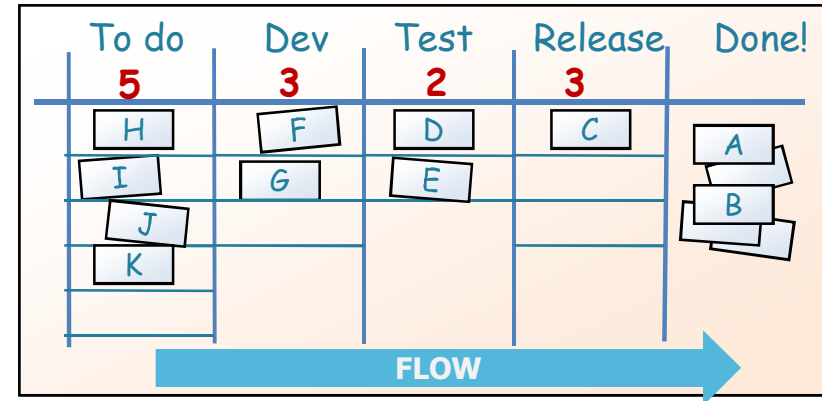 To do Dev Test Release Done!
5 3 2 3
H F D C A
I G E
J B
K
FLOW